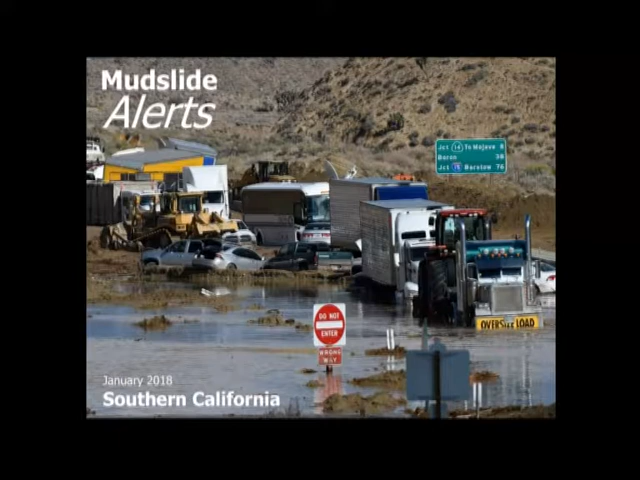 Mudslide
Alerts
Jct 14 To Mojave 8
Boron 38
Jct 15 Barstow 76
DO NOT
ENTER
WRONG
WAY
OVERSIZE LOAD
January 2018
Southern California